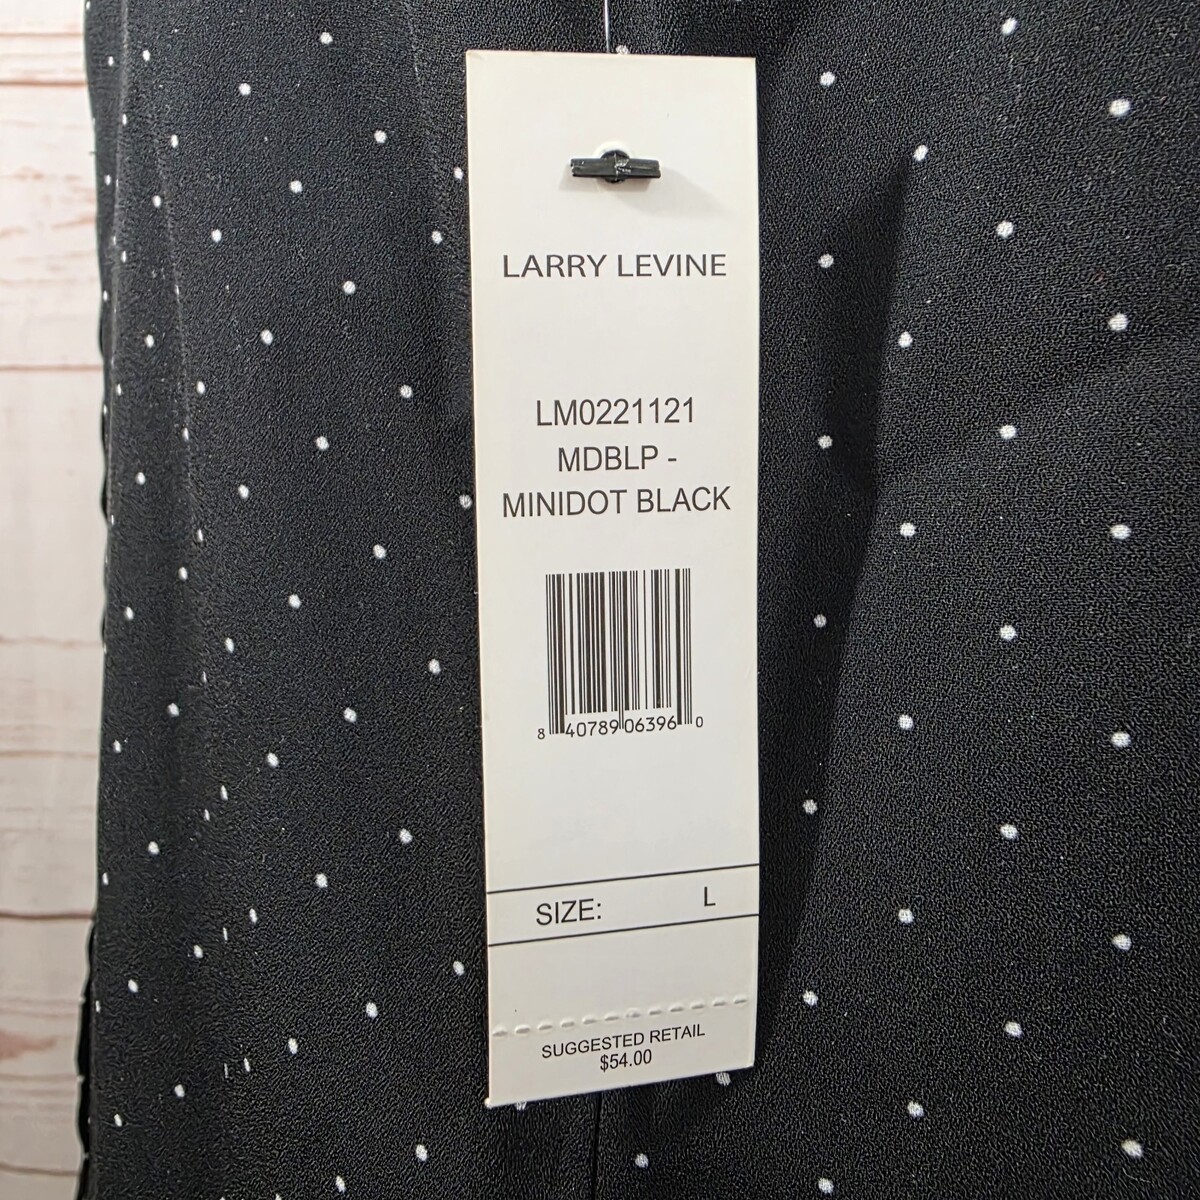 LARRY LEVINE
LM0221121
MDBLP -
MINIDOT BLACK
8 40789 06396 0
SIZE: L
SUGGESTED RETAIL
$54.00